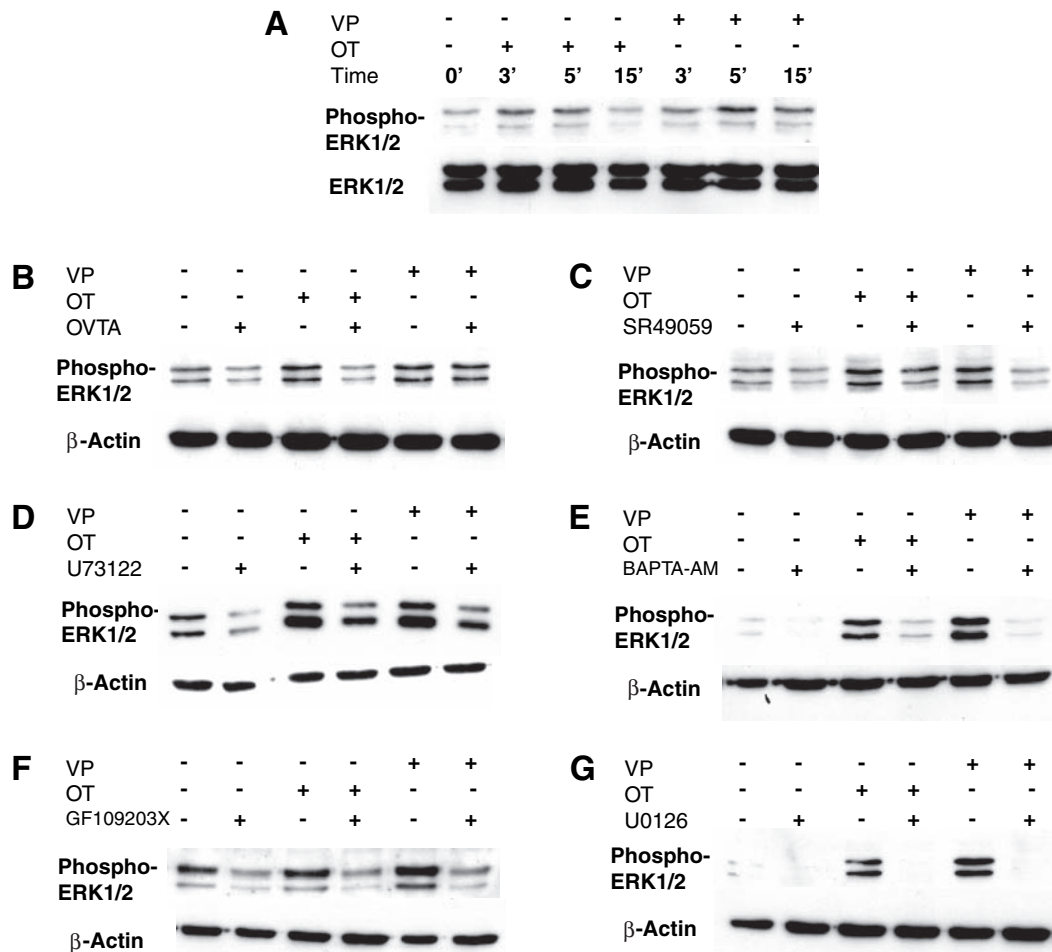 A
VP - - - - + + +
OT - + + + - - -
Time 0’ 3’ 5’ 15’ 3’ 5’ 15’
Phospho-
ERK1/2
ERK1/2
B
VP - - - - + +
OT - - + + - -
OVTA - + - + - +
Phospho-
ERK1/2
β-Actin
C
VP - - - - + +
OT - - + + - -
SR49059 - + - + - +
Phospho-
ERK1/2
β-Actin
D
VP - - - - + +
OT - - + + - -
U73122 - + - + - +
Phospho-
ERK1/2
β-Actin
E
VP - - - - + +
OT - - + + - -
BAPTA-AM - + - + - +
Phospho-
ERK1/2
β-Actin
F
VP - - - - + +
OT - - + + - -
GF109203X - + - + - +
Phospho-
ERK1/2
β-Actin
G
VP - - - - + +
OT - - + + - -
U0126 - + - + - +
Phospho-
ERK1/2
β-Actin